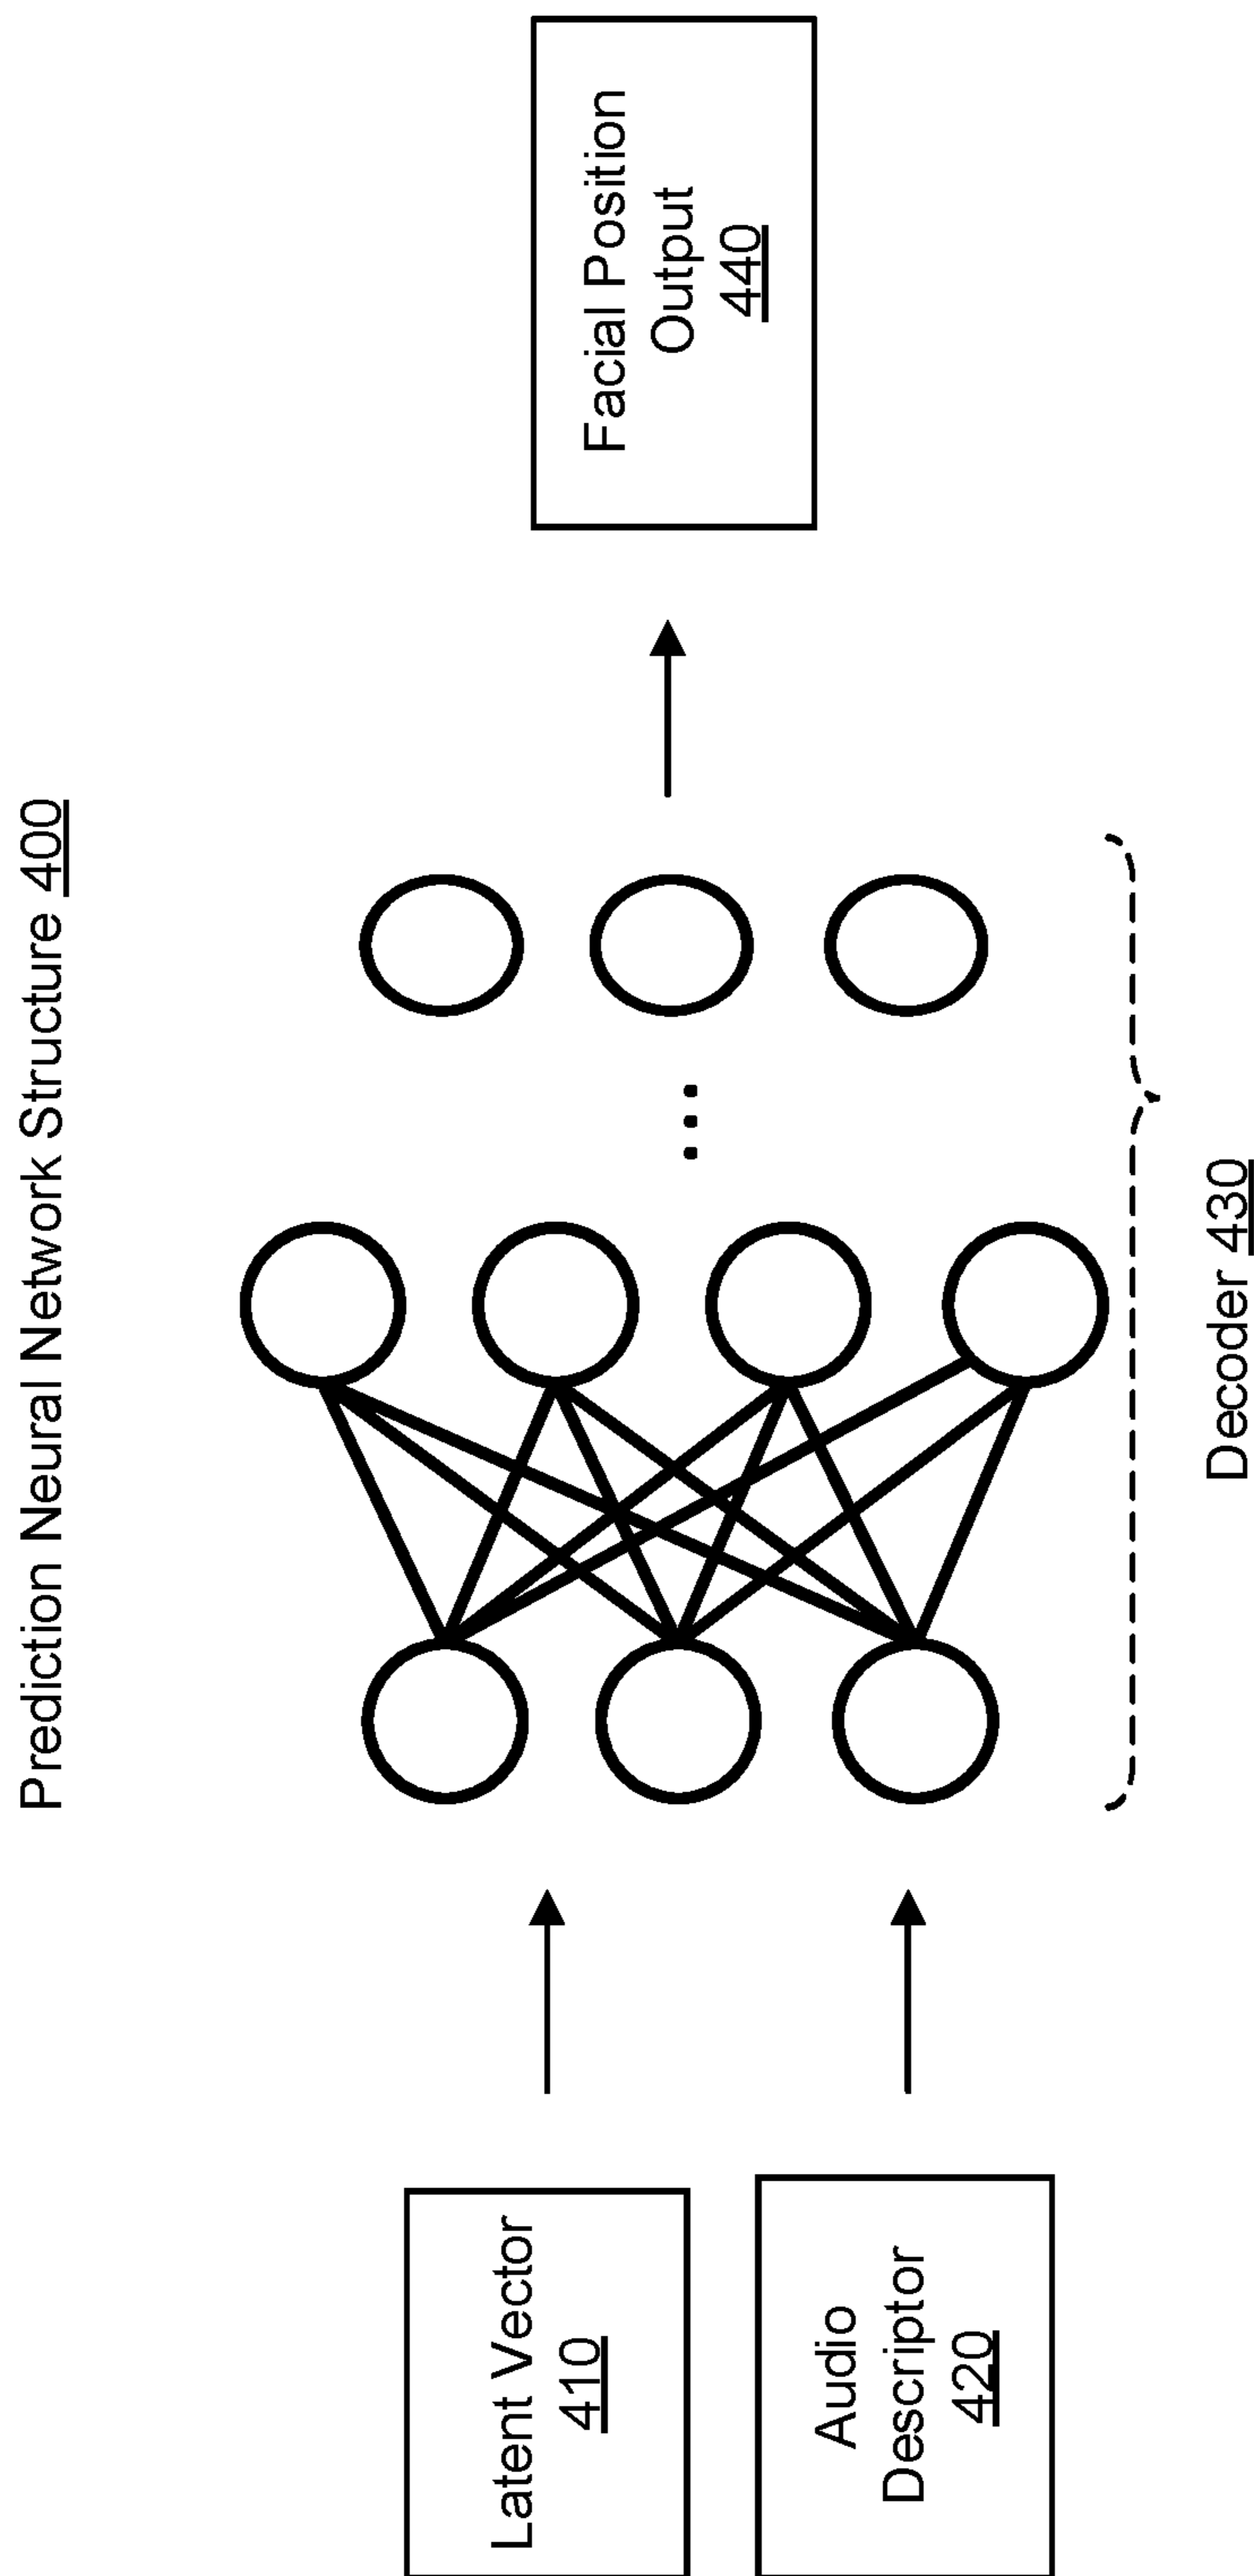 Prediction Neural Network Structure 400
Latent Vector
410
Audio
Descriptor
420
Decoder 430
Facial Position
Output
440